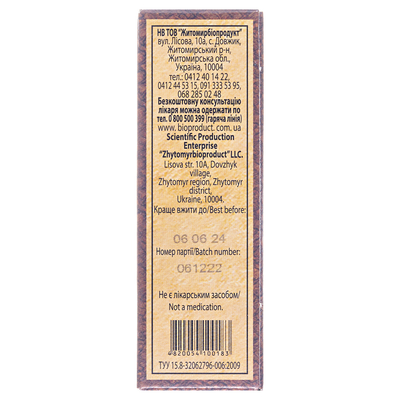 НВ ТОВ "Житомирбіопродукт"
вул. Лісова, 10а, с. Довжик,
Житомирський р-н,
Житомирська обл.,
Україна, 10004
тел.: 0412 40 14 22,
0412 44 53 15, 091 333 53 95,
068 285 02 48
Безкоштовну консультацію
лікаря можна одержати по
тел. 0 800 500 399 (гаряча лінія)
www.bioproduct.com.ua
Scientific Production
Enterprise
"Zhytomyrbioproduct" LLC.
Lisova str. 10A, Dovzhyk
village,
Zhytomyr region, Zhytomyr
district,
Ukraine, 10004.
Краще вжити до/Best before:
06 06 24
Номер партії/Batch number:
061222
Не є лікарським засобом/
Not a medication.
4820054100183
ТУУ 15.8-32062796-006:2009